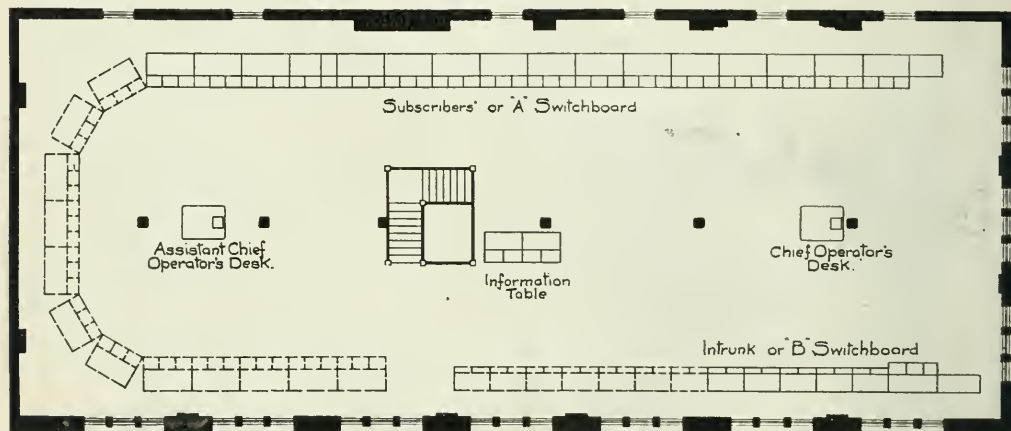 Subscribers' or "A" Switchboard
Assistant Chief
Operator's Desk.
Information
Table
Chief Operator's
Desk.
Intrunk or "B" Switchboard